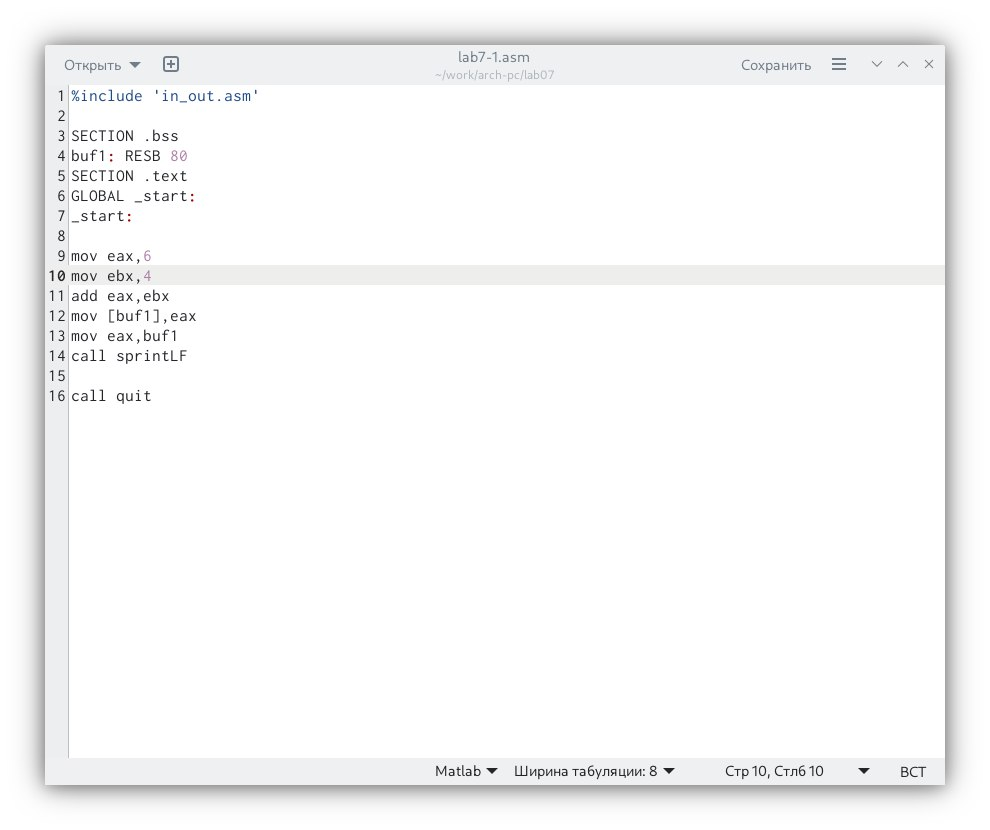 Открыть
lab7-1.asm
~/work/arch-pc/lab07
Сохранить
1 %include 'in_out.asm'
2
3 SECTION .bss
4 buf1: RESB 80
5 SECTION .text
6 GLOBAL _start:
7 _start:
8
9 mov eax,6
10 mov ebx,4
11 add eax,ebx
12 mov [buf1],eax
13 mov eax,buf1
14 call sprintLF
15
16 call quit
Matlab Ширина табуляции: 8 Стр 10, Стлб 10 ВСТ